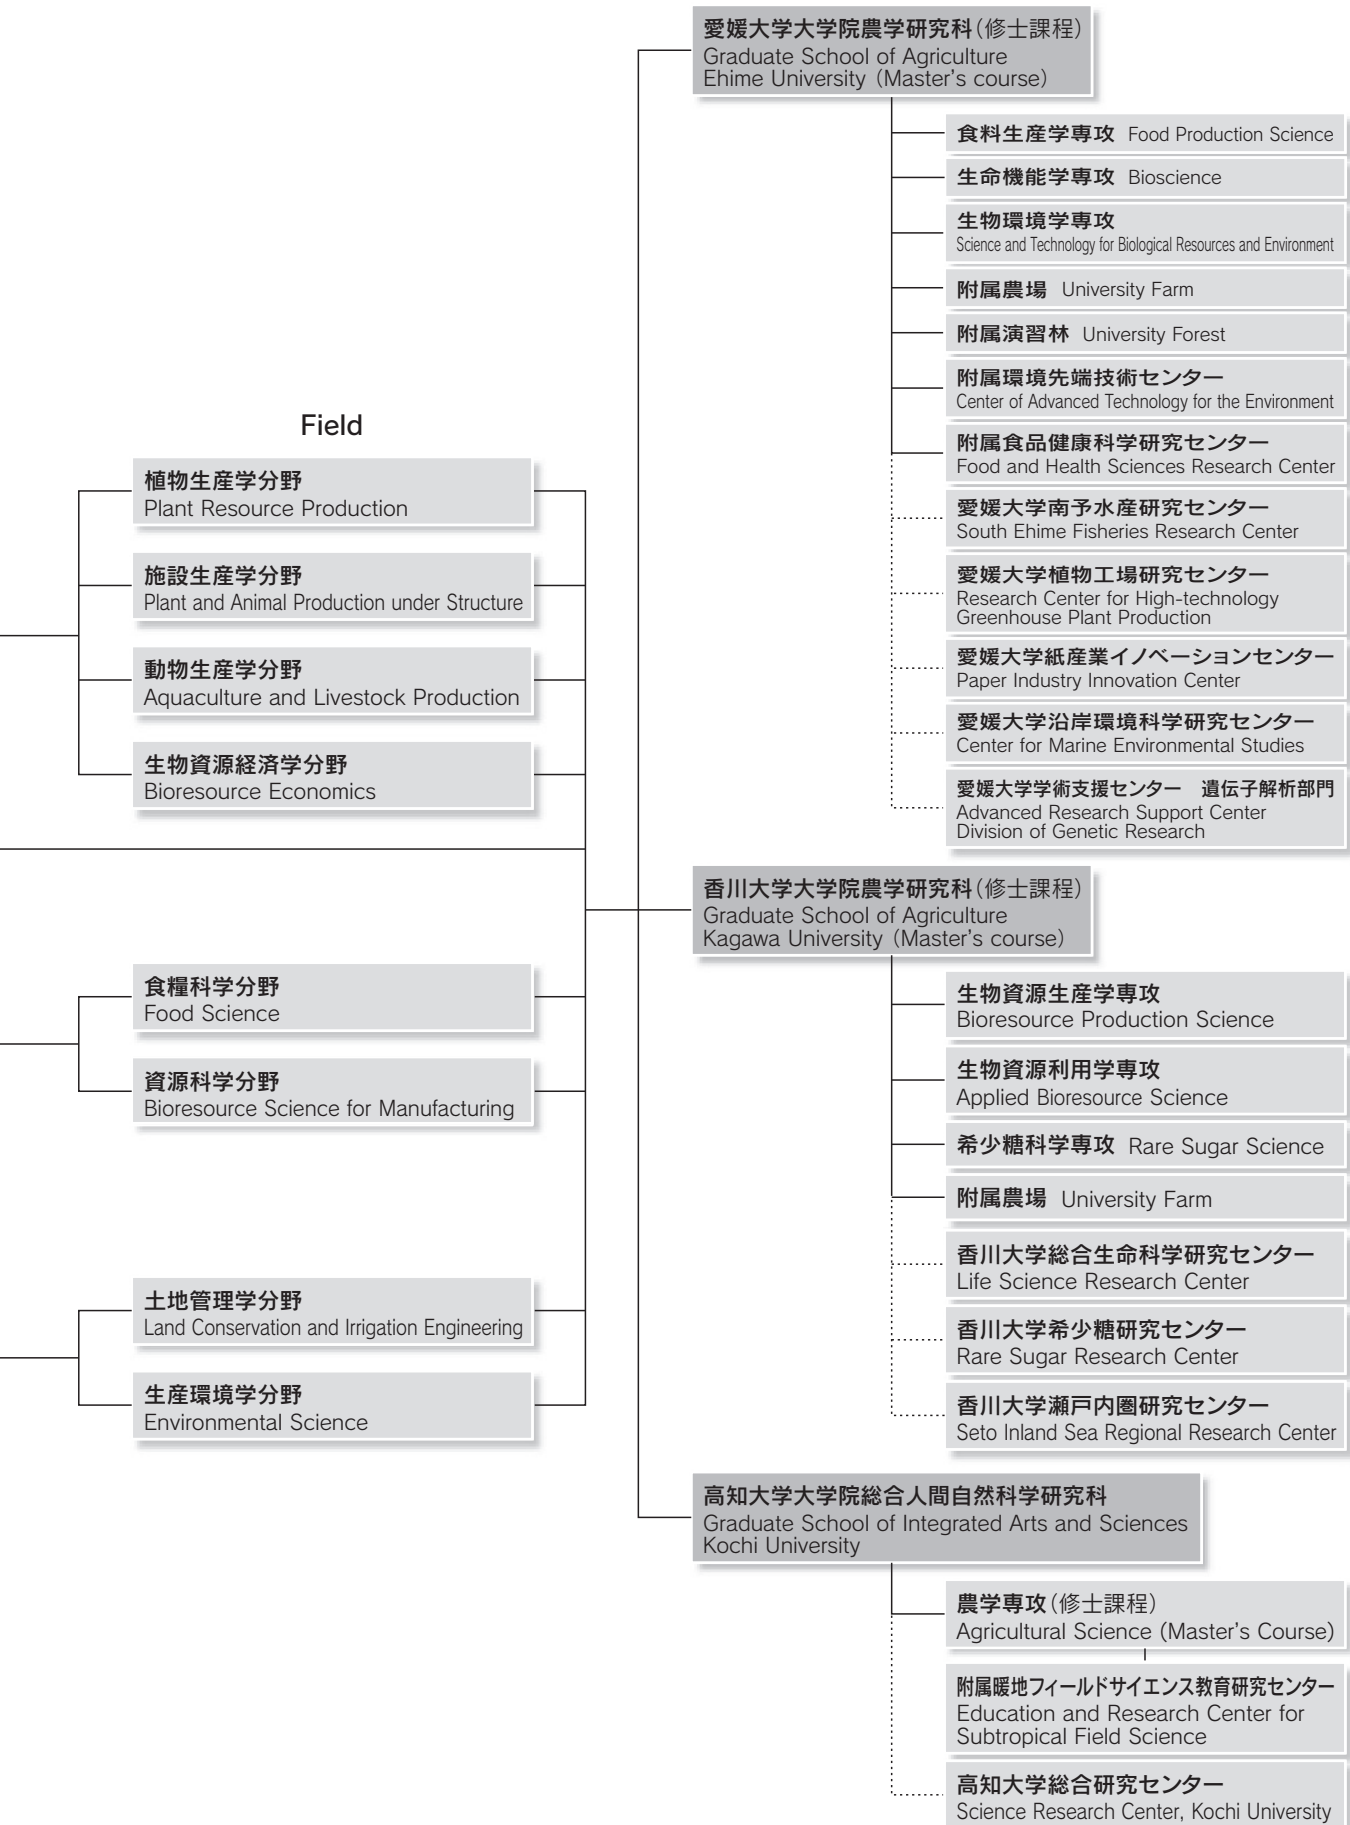 Field
植物生産学分野
Plant Resource Production
施設生産学分野
Plant and Animal Production under Structure
動物生産学分野
Aquaculture and Livestock Production
生物資源経済学分野
Bioresource Economics
食糧科学分野
Food Science
資源科学分野
Bioresource Science for Manufacturing
土地管理学分野
Land Conservation and Irrigation Engineering
生産環境学分野
Environmental Science
愛媛大学大学院農学研究科（修士課程）
Graduate School of Agriculture
Ehime University (Master’s course)
食料生産学専攻 Food Production Science
生命機能学専攻 Bioscience
生物環境学専攻
Science and Technology for Biological Resources and Environment
附属農場 University Farm
附属演習林 University Forest
附属環境先端技術センター
Center of Advanced Technology for the Environment
附属食品健康科学研究センター
Food and Health Sciences Research Center
愛媛大学南予水産研究センター
South Ehime Fisheries Research Center
愛媛大学植物工場研究センター
Research Center for High-technology
Greenhouse Plant Production
愛媛大学紙産業イノベーションセンター
Paper Industry Innovation Center
愛媛大学沿岸環境科学研究センター
Center for Marine Environmental Studies
愛媛大学学術支援センター　遺伝子解析部門
Advanced Research Support Center
Division of Genetic Research
香川大学大学院農学研究科（修士課程）
Graduate School of Agriculture
Kagawa University (Master’s course)
生物資源生産学専攻
Bioresource Production Science
生物資源利用学専攻
Applied Bioresource Science
希少糖科学専攻 Rare Sugar Science
附属農場 University Farm
香川大学総合生命科学研究センター
Life Science Research Center
香川大学希少糖研究センター
Rare Sugar Research Center
香川大学瀬戸内圏研究センター
Seto Inland Sea Regional Research Center
高知大学大学院総合人間自然科学研究科
Graduate School of Integrated Arts and Sciences
Kochi University
農学専攻（修士課程）
Agricultural Science (Master’s Course)
附属暖地フィールドサイエンス教育研究センター
Education and Research Center for
Subtropical Field Science
高知大学総合研究センター
Science Research Center, Kochi University